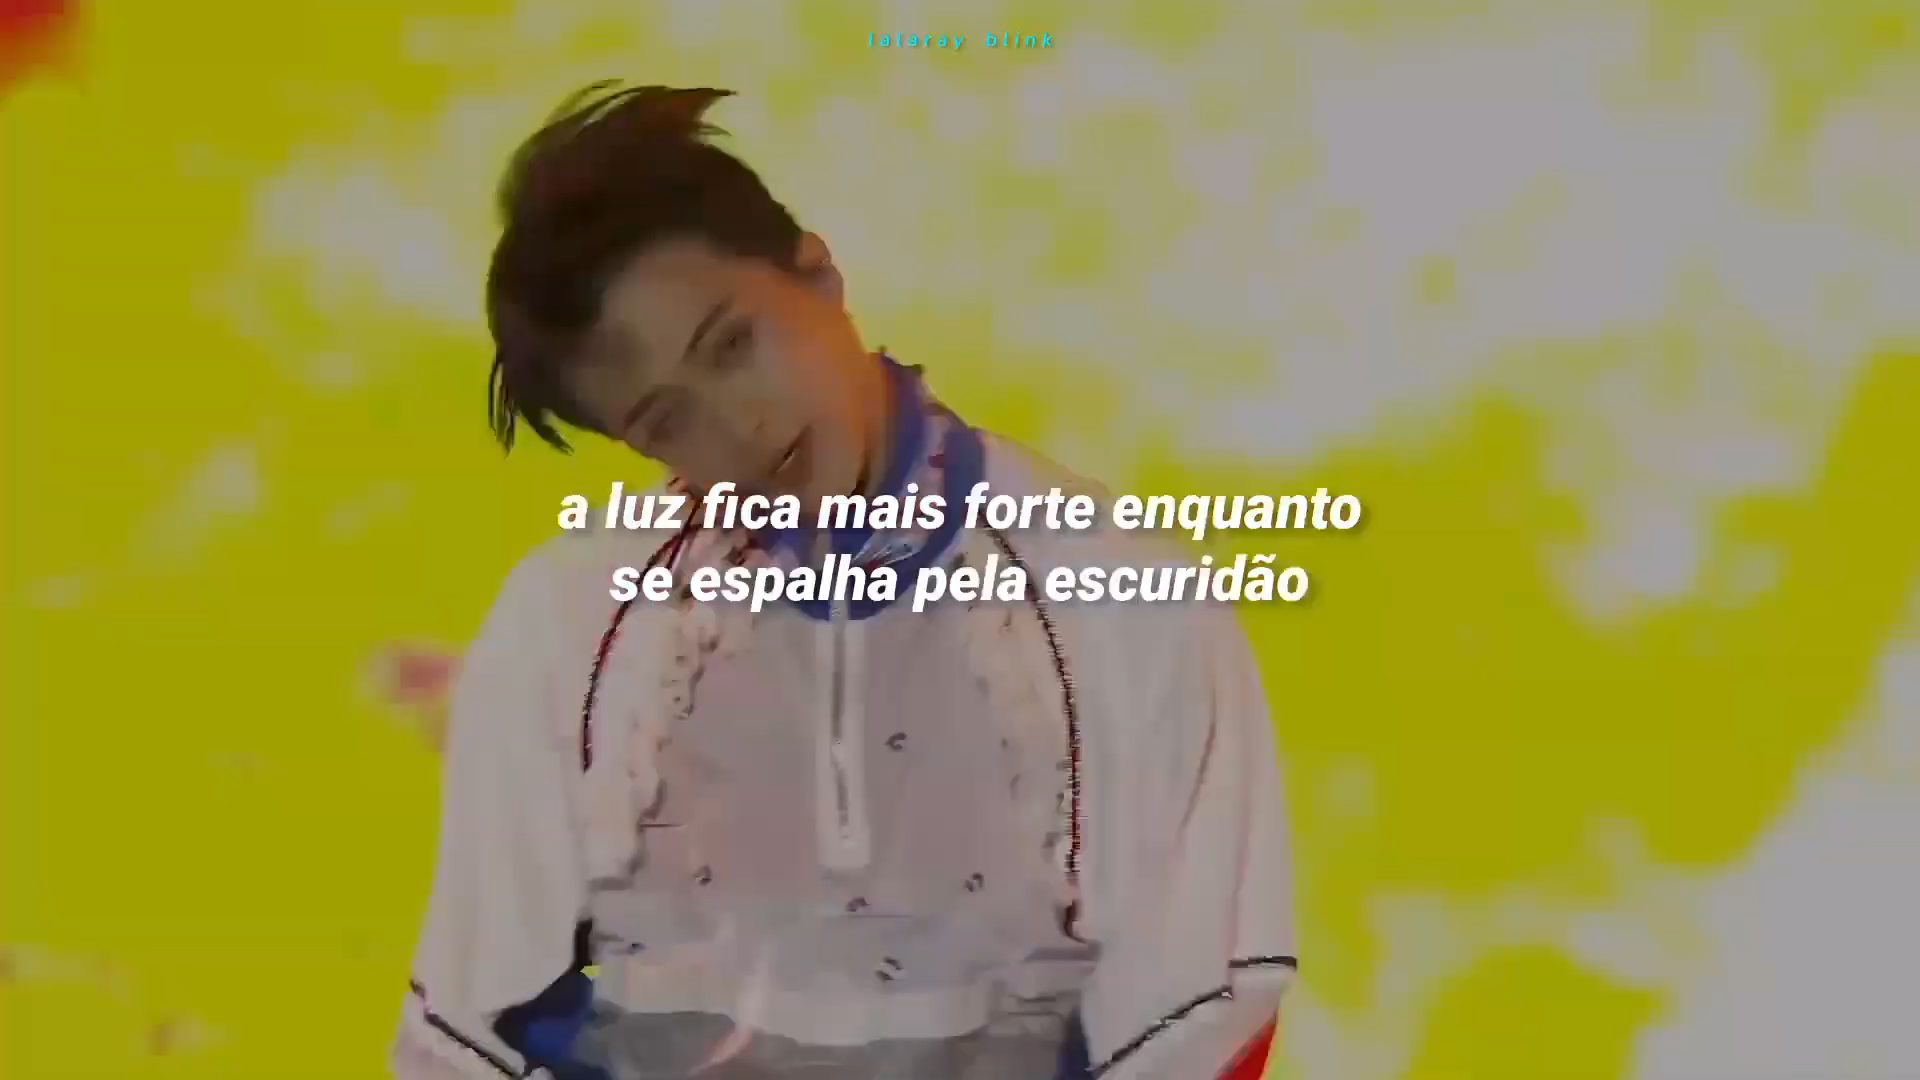 lalaray blink
a luz fica mais forte enquanto
se espalha pela escuridão